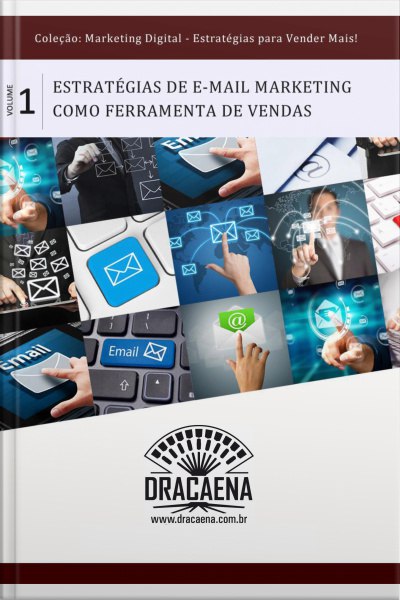 Coleção: Marketing Digital - Estratégias para Vender Mais!
VOLUME
1
ESTRATÉGIAS DE E-MAIL MARKETING
COMO FERRAMENTA DE VENDAS
Email
Email
DRACAENA
www.dracaena.com.br